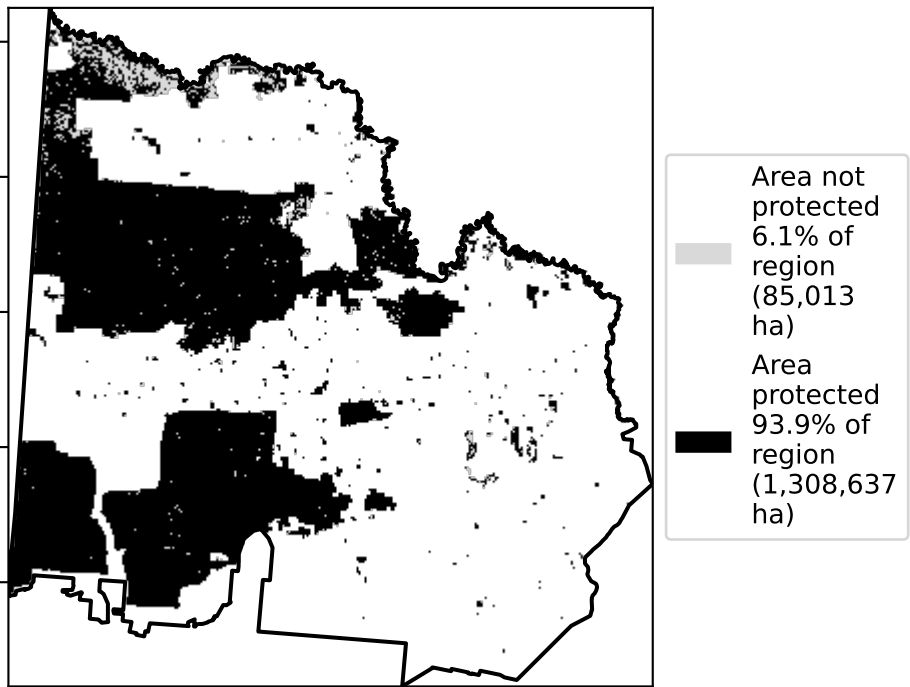 Area not
protected
6.1% of
region
(85,013
ha)
Area
protected
93.9% of
region
(1,308,637
ha)